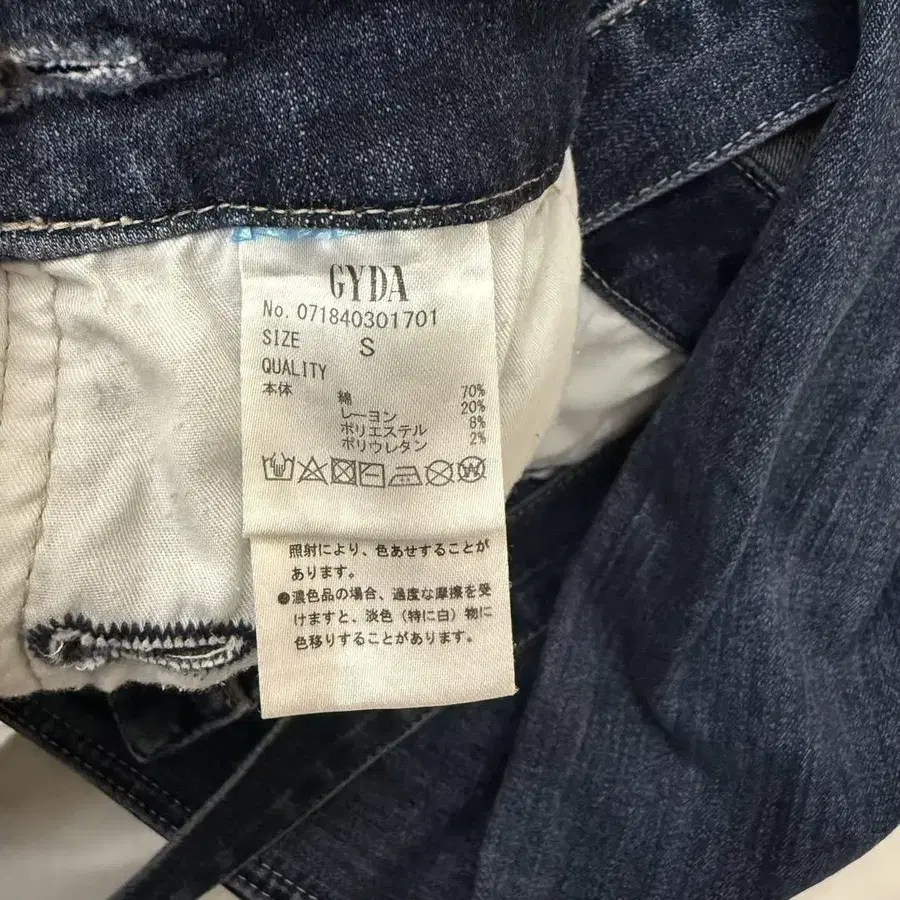 GYDA
No. 071840301701
SIZE S
QUALITY
本体 綿 70%
レーヨン 20%
ポリエステル 8%
ポリウレタン 2%
照射により、色あせすることが
あります。
●濃色品の場合、過度な摩擦を受
けますと、淡色（特に白）物に
色移りすることがあります。